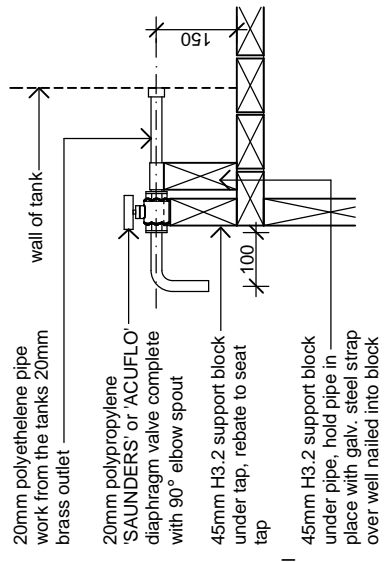 wall of tank
20mm polyethelene pipe
work from the tanks 20mm
brass outlet
20mm polypropylene
'SAUNDERS' or 'ACUFLO'
diaphragm valve complete
with 90° elbow spout
45mm H3.2 support block
under tap, rebate to seat
tap
45mm H3.2 support block
under pipe, hold pipe in
place with galv. steel strap
over well nailed into block
150
100